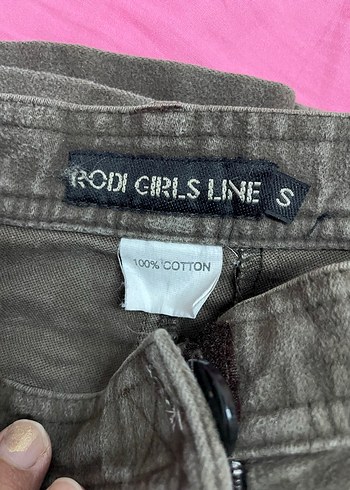 RODI GIRLS LINE S
100% COTTON